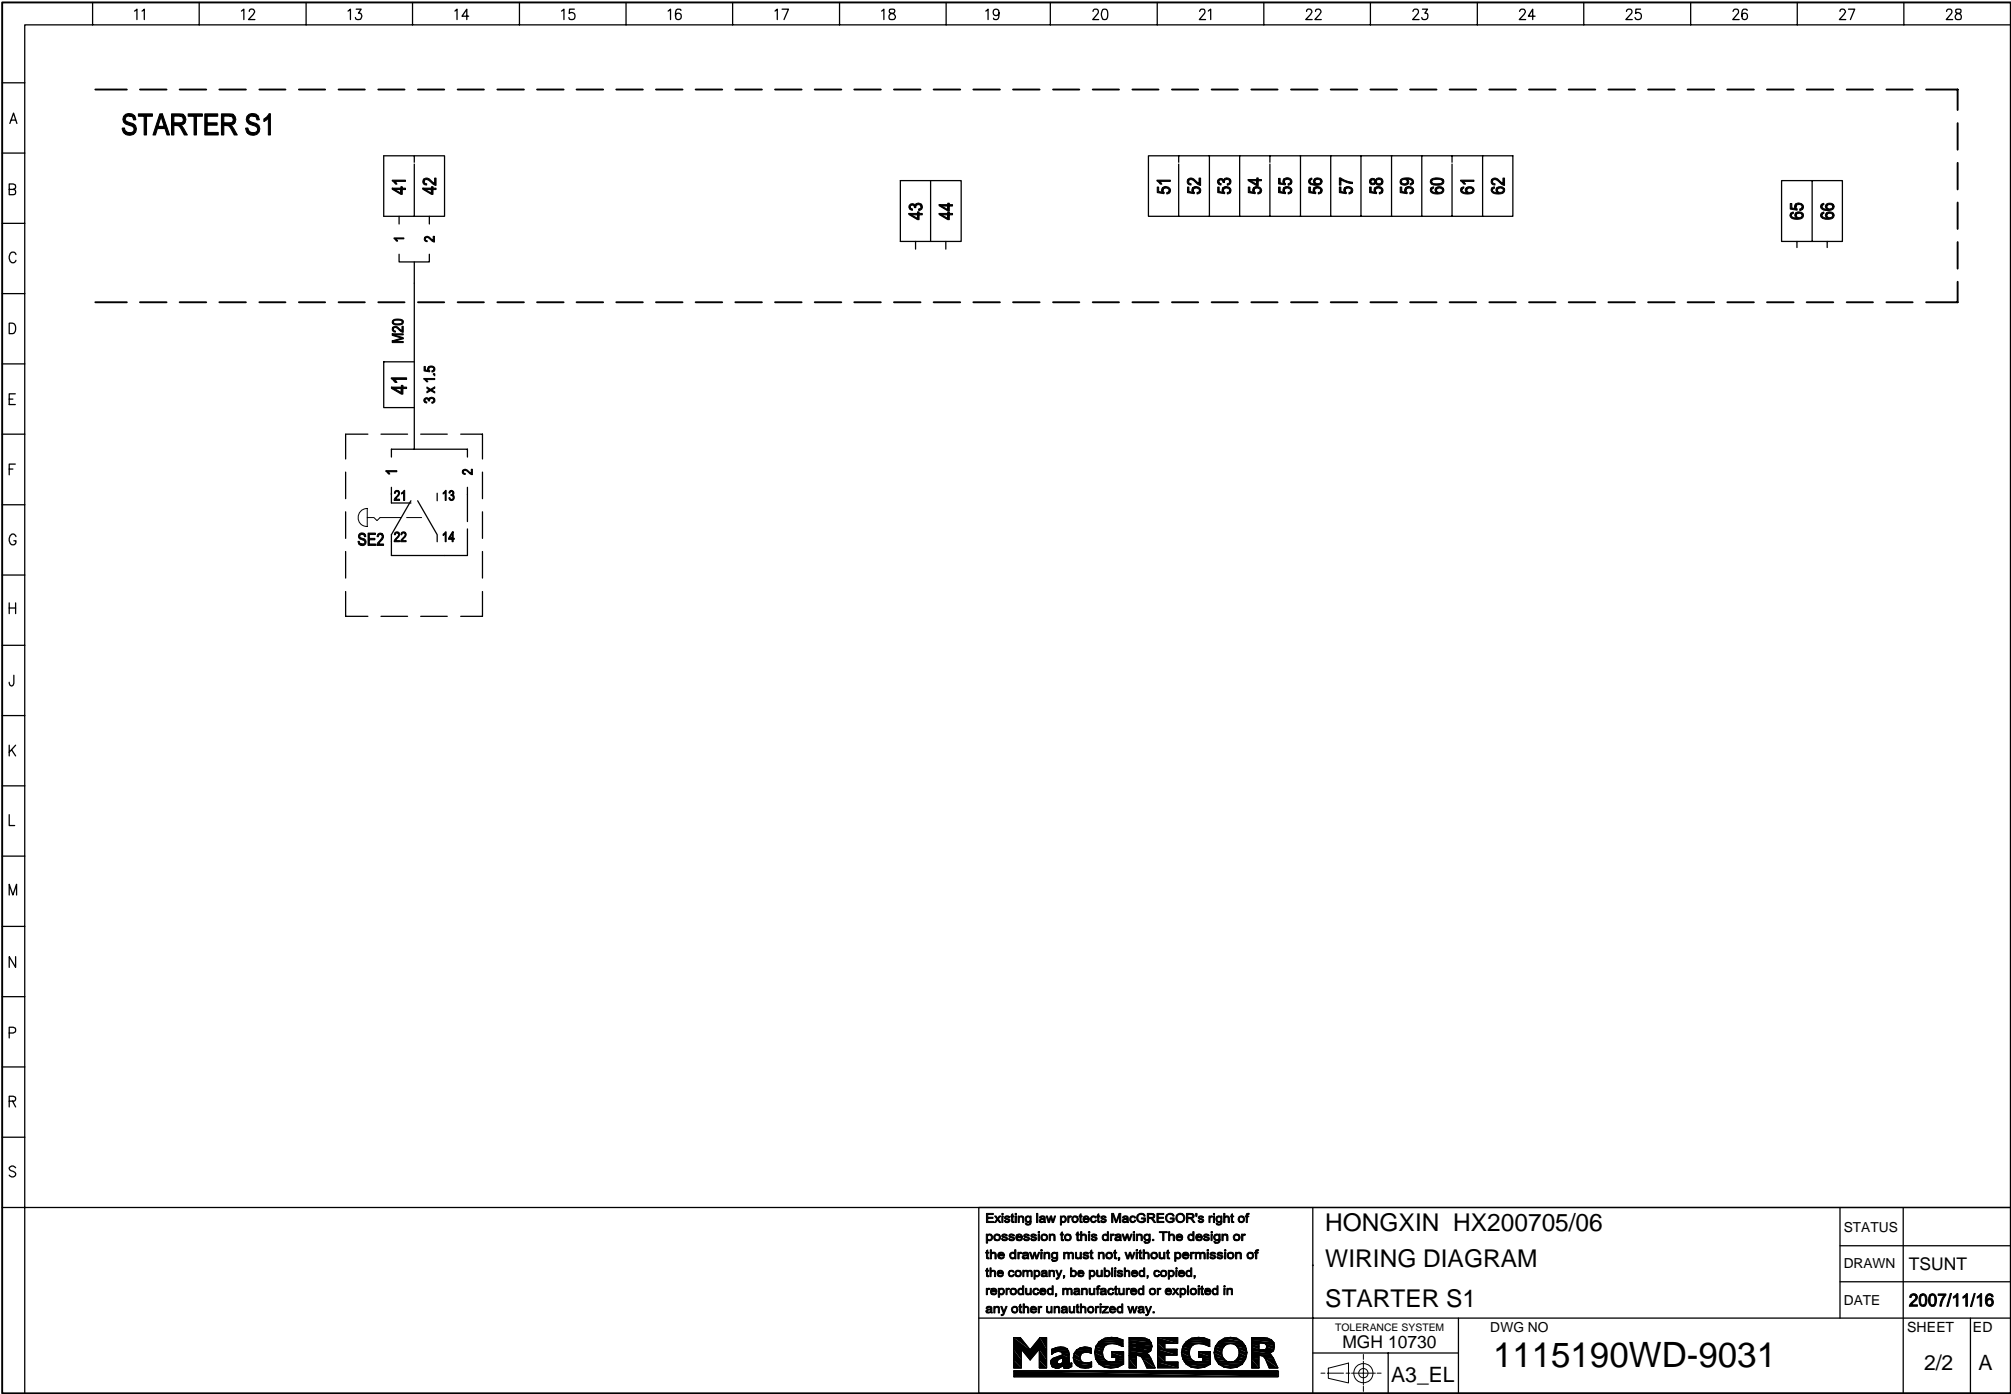 11 12 13 14 15 16 17 18 19 20 21 22 23 24 25 26 27 28
A
STARTER S1
B
41 42
43 44
51 52 53 54 55 56 57 58 59 60 61 62
65 66
C
1 2
D
M20
E
41
3 x 1.5
F
1 2
21 13
G
SE2 22 14
H
J
K
L
M
N
P
R
S
Existing law protects MacGREGOR's right of
possession to this drawing. The design or
the drawing must not, without permission of
the company, be published, copied,
reproduced, manufactured or exploited in
any other unauthorized way.
MacGREGOR
HONGXIN HX200705/06
WIRING DIAGRAM
STARTER S1
STATUS
DRAWN TSUNT
DATE 2007/11/16
TOLERANCE SYSTEM
MGH 10730
A3_EL
DWG NO
1115190WD-9031
SHEET ED
2/2 A